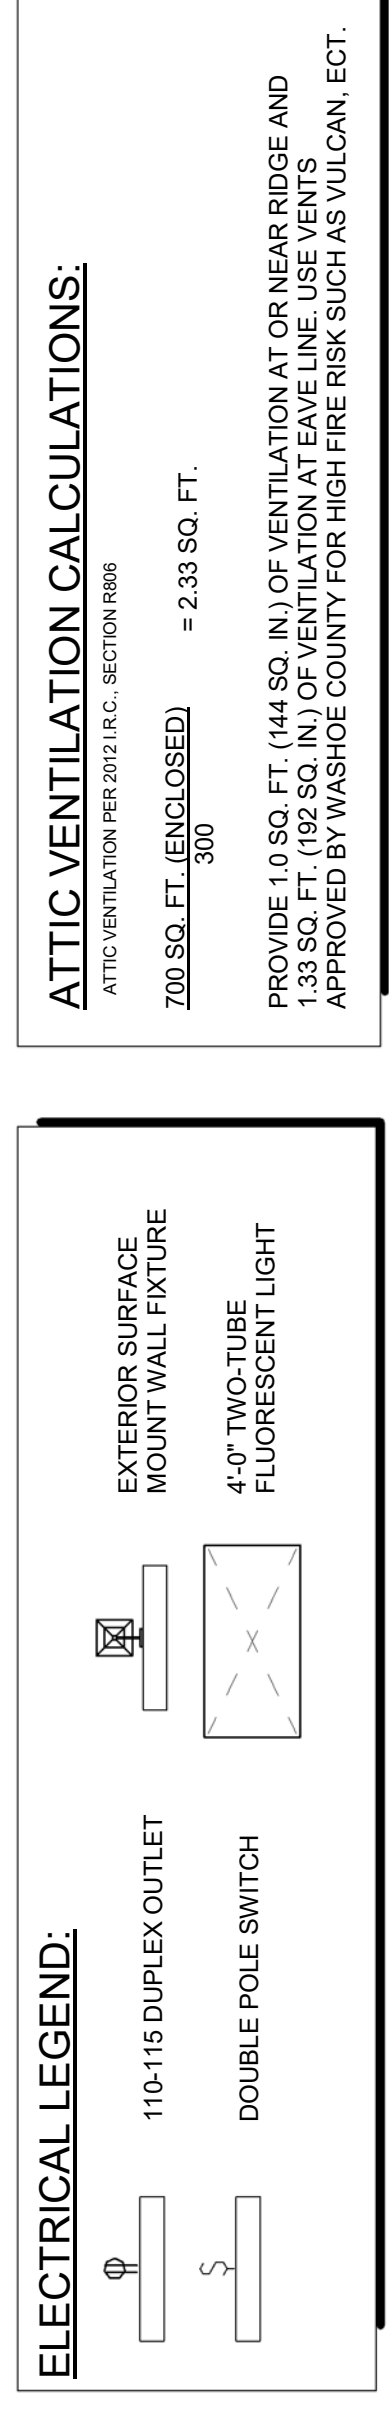 ELECTRICAL LEGEND:
110-115 DUPLEX OUTLET
DOUBLE POLE SWITCH
EXTERIOR SURFACE
MOUNT WALL FIXTURE
4'-0" TWO-TUBE
FLUORESCENT LIGHT
ATTIC VENTILATION CALCULATIONS:
ATTIC VENTILATION PER 2012 I.R.C., SECTION R806
700 SQ. FT. (ENCLOSED) = 2.33 SQ. FT.
300
PROVIDE 1.0 SQ. FT. (144 SQ. IN.) OF VENTILATION AT OR NEAR RIDGE AND
1.33 SQ. FT. (192 SQ. IN.) OF VENTILATION AT EAVE LINE. USE VENTS
APPROVED BY WASHOE COUNTY FOR HIGH FIRE RISK SUCH AS VULCAN, ECT.